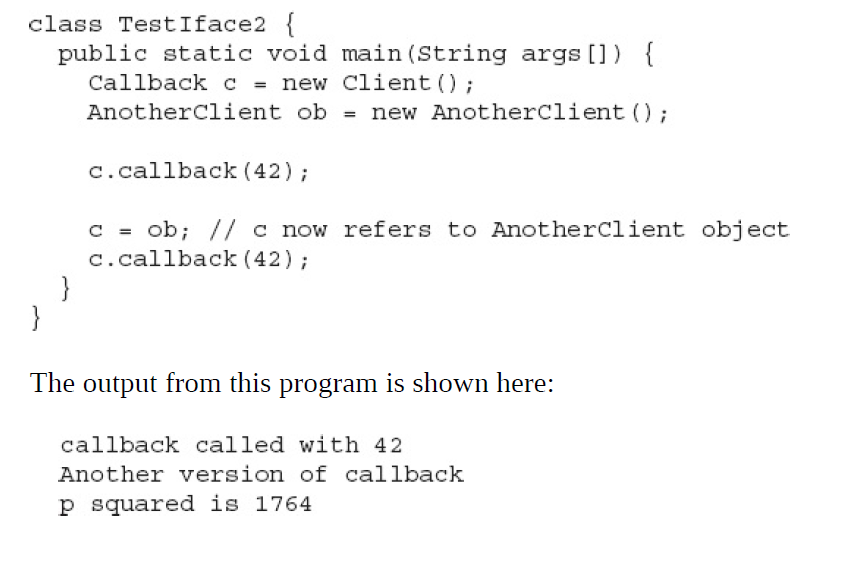 class TestIface2 {
public static void main(String args[]) {
Callback c = new Client();
AnotherClient ob = new AnotherClient();
c.callback(42);
c = ob; // c now refers to AnotherClient object
c.callback(42);
}
}
The output from this program is shown here:
callback called with 42
Another version of callback
p squared is 1764